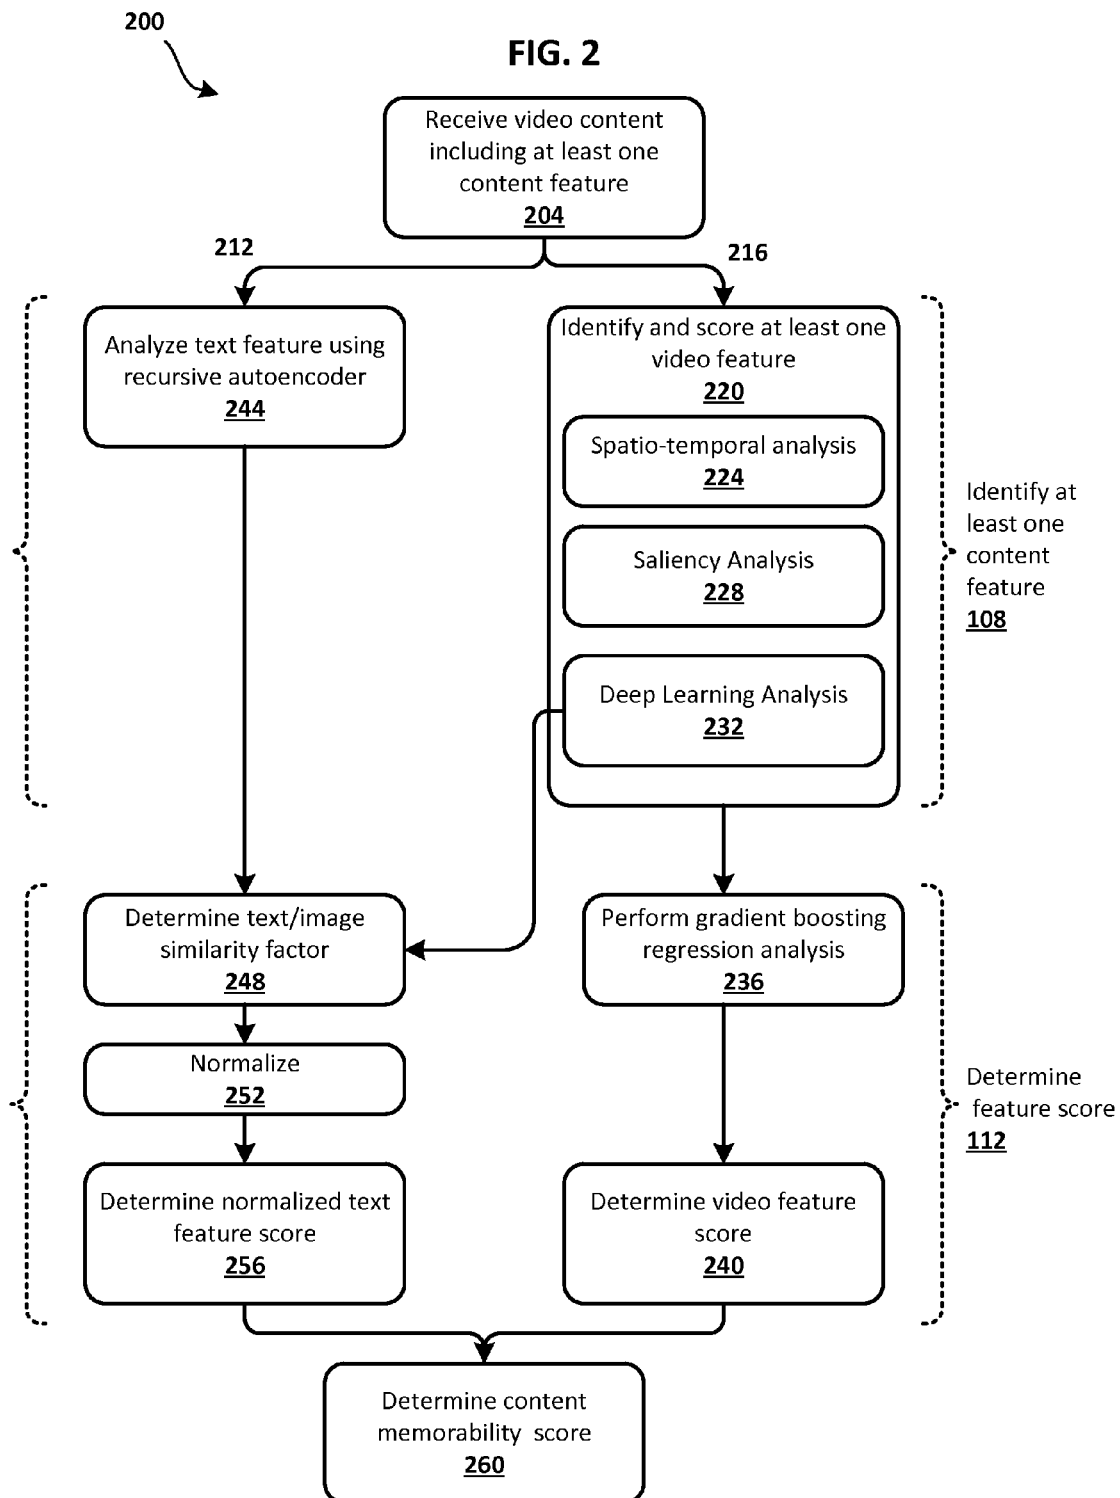 200
FIG. 2
Receive video content
including at least one
content feature
204
212
216
Analyze text feature using
recursive autoencoder
244
Identify and score at least one
video feature
220
Spatio-temporal analysis
224
Saliency Analysis
228
Deep Learning Analysis
232
Identify at
least one
content
feature
108
Determine text/image
similarity factor
248
Perform gradient boosting
regression analysis
236
Normalize
252
Determine
feature score
112
Determine normalized text
feature score
256
Determine video feature
score
240
Determine content
memorability score
260